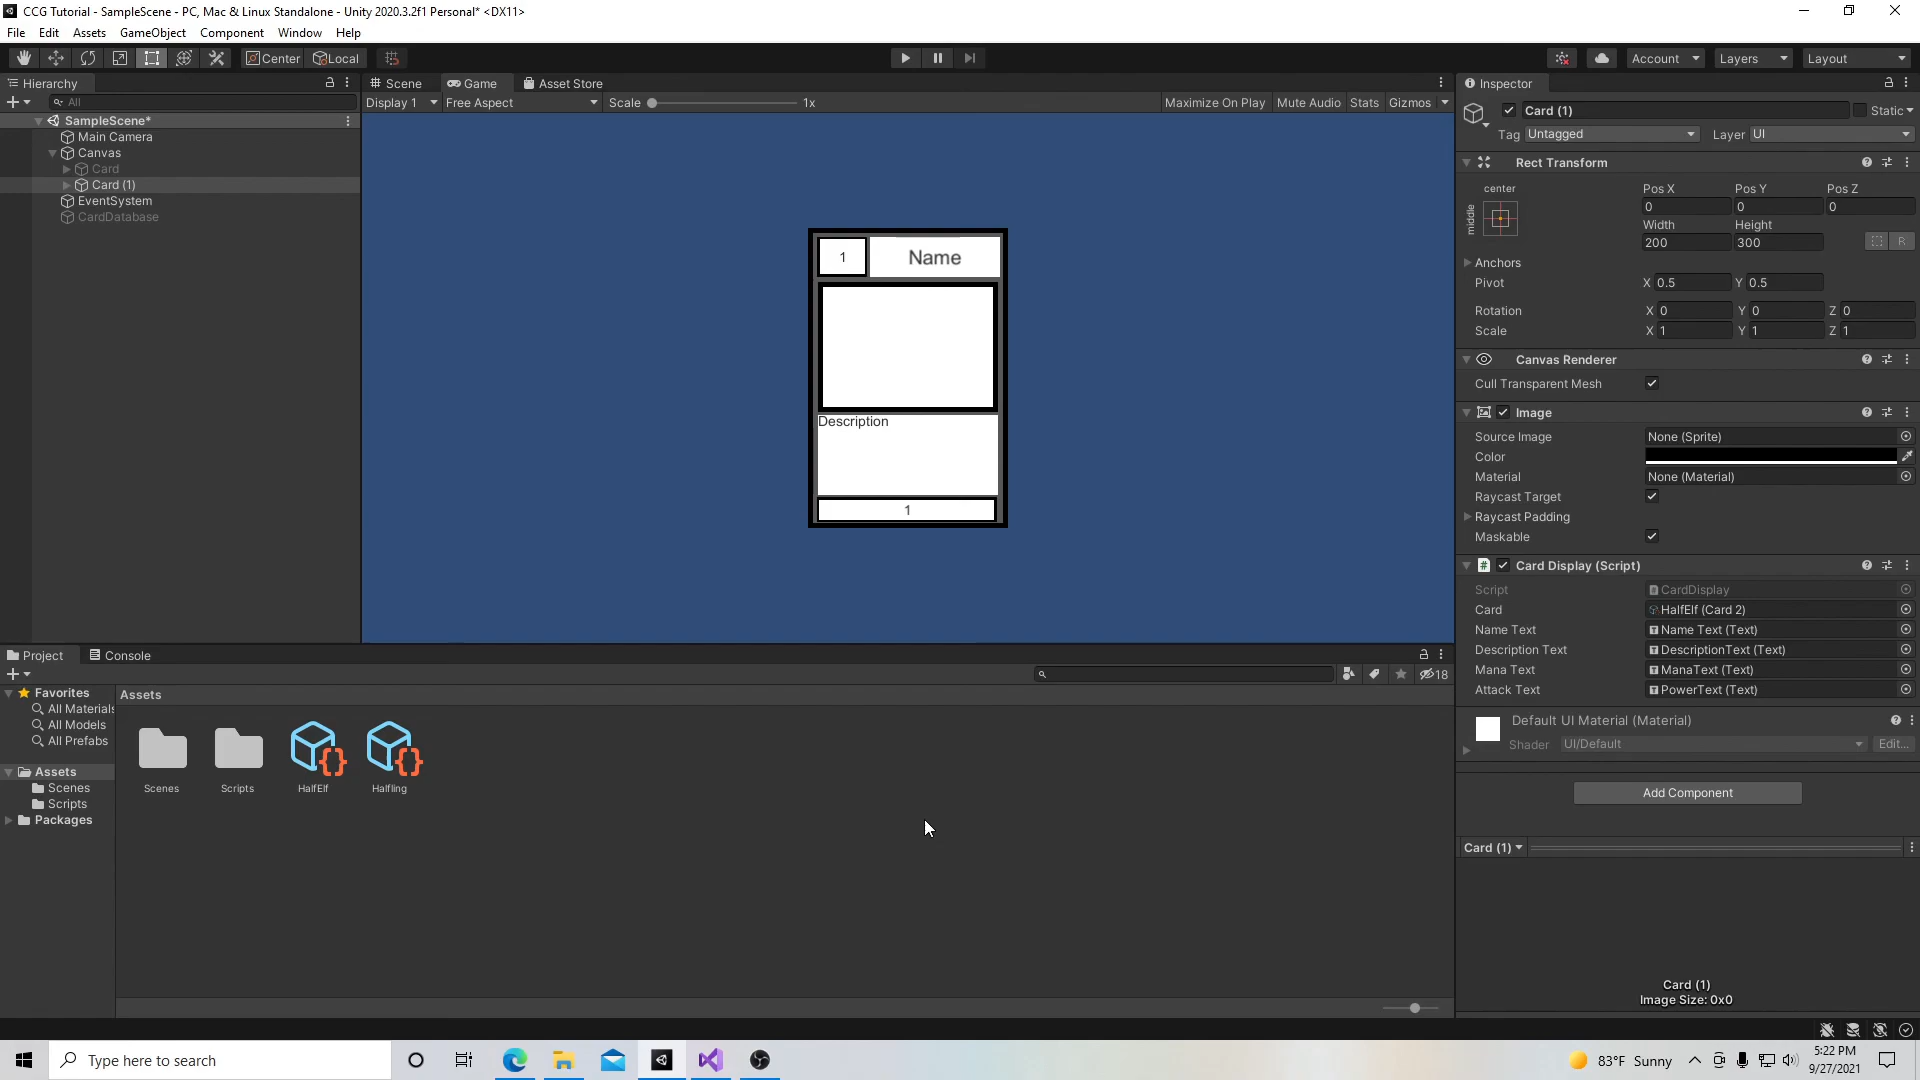 CCG Tutorial - SampleScene - PC, Mac & Linux Standalone - Unity 2020.3.2f1 Personal* <DX11>
File Edit Assets GameObject Component Window Help
Center Local Account Layers Layout
Hierarchy
All
SampleScene*
Main Camera
Canvas
Card
Card (1)
EventSystem
CardDatabase
Scene Game Asset Store
Display 1 Free Aspect Scale 1x Maximize On Play Mute Audio Stats Gizmos
1 Name
Description
1
Inspector
Card (1) Static
Tag Untagged Layer UI
Rect Transform
center
middle
Pos X Pos Y Pos Z
0 0 0
Width Height
200 300
R
Anchors
Pivot X 0.5 Y 0.5
Rotation X 0 Y 0 Z 0
Scale X 1 Y 1 Z 1
Canvas Renderer
Cull Transparent Mesh
Image
Source Image None (Sprite)
Color
Material None (Material)
Raycast Target
Raycast Padding
Maskable
# Card Display (Script)
Script CardDisplay
Card HalfElf (Card 2)
Name Text Name Text (Text)
Description Text DescriptionText (Text)
Mana Text ManaText (Text)
Attack Text PowerText (Text)
Default UI Material (Material)
Shader UI/Default Edit...
Add Component
Card (1)
Card (1)
Image Size: 0x0
Project Console
18
Favorites
All Materials
All Models
All Prefabs
Assets
Scenes
Scripts
Packages
Assets
Scenes Scripts HalfElf Halfling
Type here to search
83°F Sunny
5:22 PM
9/27/2021